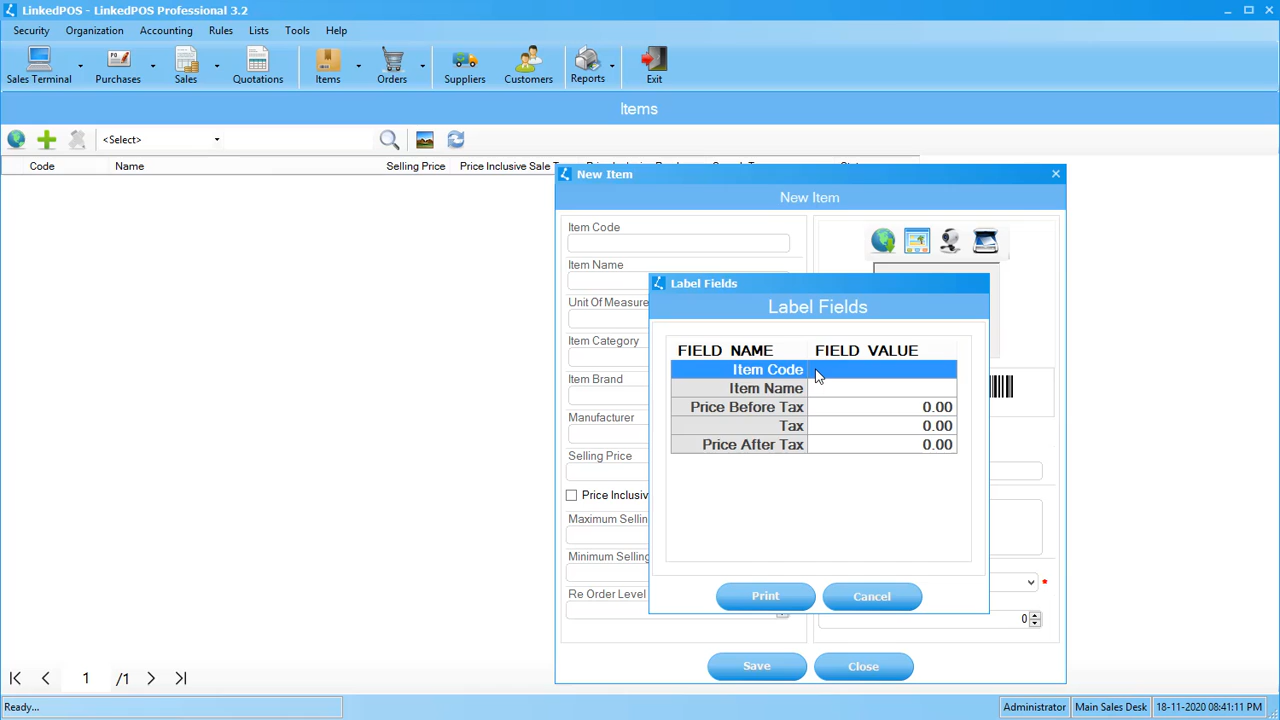 LinkedPOS - LinkedPOS Professional 3.2
Security Organization Accounting Rules Lists Tools Help
Sales Terminal Purchases Sales Quotations Items Orders Suppliers Customers Reports Exit
Items
<Select>
Code Name Selling Price Price Inclusive Sale
New Item
New Item
Item Code
Item Name
Unit Of Measure
Item Category
Item Brand
Manufacturer
Selling Price
Price Inclusiv
Maximum Sellin
Minimum Selling
Re Order Level
Label Fields
Label Fields
FIELD NAME FIELD VALUE
Item Code
Item Name
Price Before Tax 0.00
Tax 0.00
Price After Tax 0.00
Print Cancel
*
0
Save Close
1 /1
Ready... Administrator Main Sales Desk 18-11-2020 08:41:11 PM